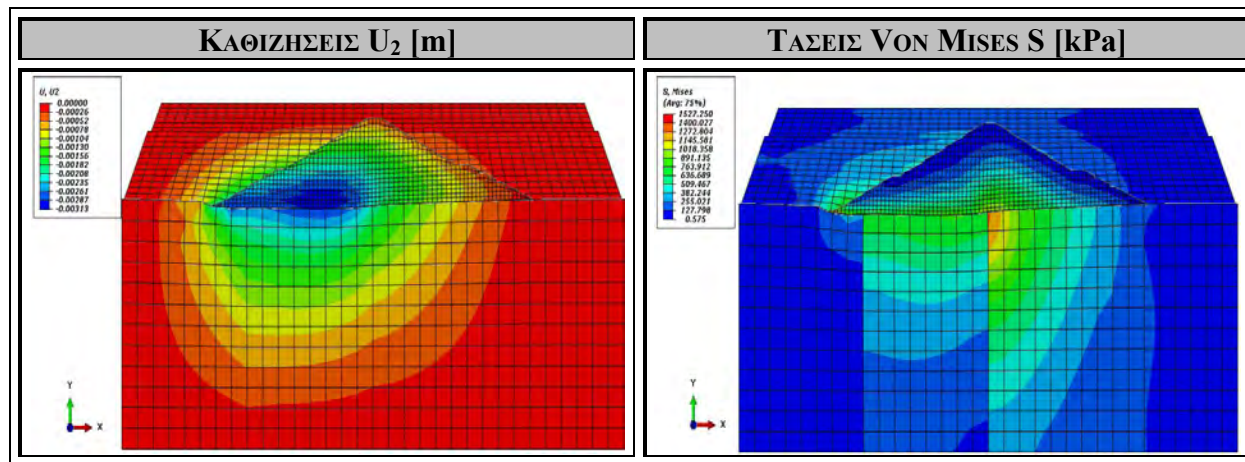 ΚΑΘΙΖΗΣΕΙΣ U2 [m]
ΤΑΣΕΙΣ VON MISES S [kPa]
U, U2
0.00000
-0.00026
-0.00052
-0.00078
-0.00104
-0.00130
-0.00156
-0.00182
-0.00208
-0.00235
-0.00261
-0.00287
-0.00313
Y
X
S, Mises
(Avg: 75%)
1527.250
1400.027
1272.804
1145.581
1018.358
891.135
763.912
636.689
509.467
382.244
255.021
127.798
0.575
Y
X